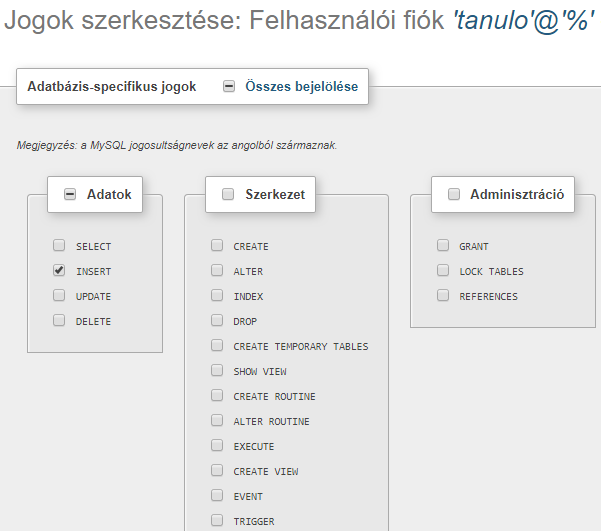 Jogok szerkesztése: Felhasználói fiók 'tanulo'@'%'
Adatbázis-specifikus jogok Összes bejelölése
Megjegyzés: a MySQL jogosultságnevek az angolból származnak.
Adatok
SELECT
INSERT
UPDATE
DELETE
Szerkezet
CREATE
ALTER
INDEX
DROP
CREATE TEMPORARY TABLES
SHOW VIEW
CREATE ROUTINE
ALTER ROUTINE
EXECUTE
CREATE VIEW
EVENT
TRIGGER
Adminisztráció
GRANT
LOCK TABLES
REFERENCES